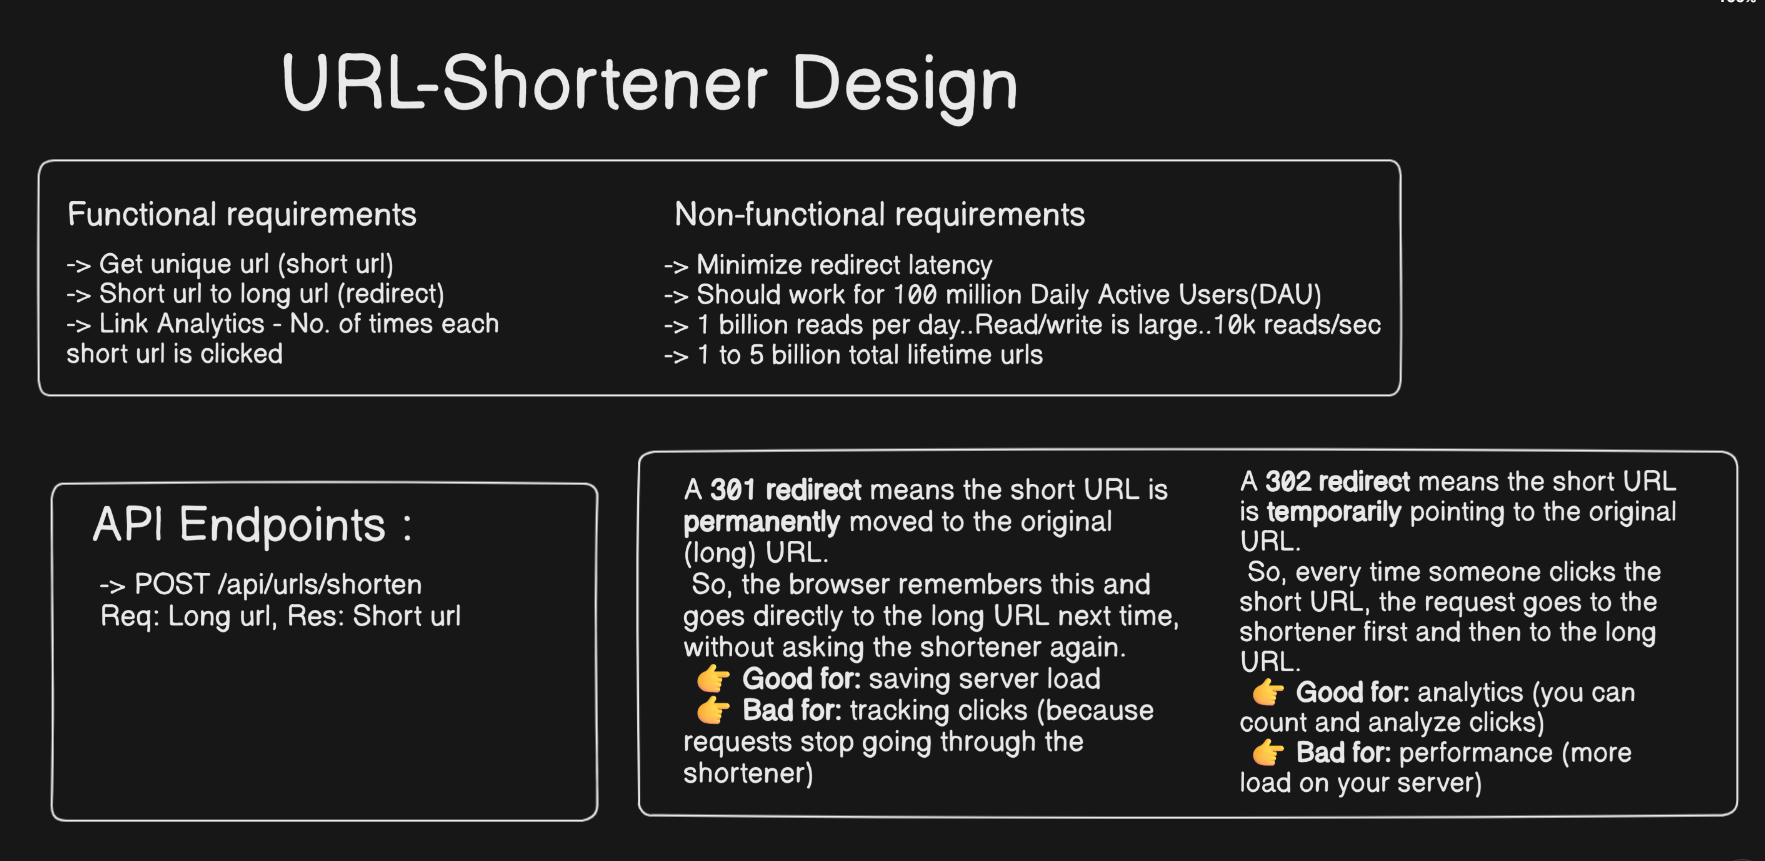 URL-Shortener Design
Functional requirements
-> Get unique url (short url)
-> Short url to long url (redirect)
-> Link Analytics - No. of times each
short url is clicked
Non-functional requirements
-> Minimize redirect latency
-> Should work for 100 million Daily Active Users(DAU)
-> 1 billion reads per day..Read/write is large..10k reads/sec
-> 1 to 5 billion total lifetime urls
API Endpoints :
-> POST /api/urls/shorten
Req: Long url, Res: Short url
A 301 redirect means the short URL is
permanently moved to the original
(long) URL.
So, the browser remembers this and
goes directly to the long URL next time,
without asking the shortener again.
👉 Good for: saving server load
👉 Bad for: tracking clicks (because
requests stop going through the
shortener)
A 302 redirect means the short URL
is temporarily pointing to the original
URL.
So, every time someone clicks the
short URL, the request goes to the
shortener first and then to the long
URL.
👉 Good for: analytics (you can
count and analyze clicks)
👉 Bad for: performance (more
load on your server)